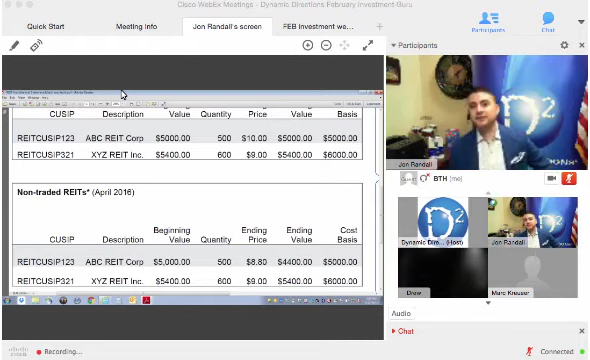 Cisco WebEx Meetings - Dynamic Directions February Investment Guru
Quick Start Meeting Info Jon Randall's screen FEB Investment we... +
Participants Chat
Participants
CUSIP Description Value Quantity Price Value Basis
REITCUSIP123 ABC REIT Corp $5000.00 500 $10.00 $5000.00 $5000.00
REITCUSIP321 XYZ REIT Inc. $5400.00 600 $9.00 $5400.00 $6000.00
Non-traded REITs* (April 2016)
Beginning Ending Ending Cost
CUSIP Description Value Quantity Price Value Basis
REITCUSIP123 ABC REIT Corp $5,000.00 500 $8.80 $4400.00 $5000.00
REITCUSIP321 XYZ REIT Inc. $5400.00 600 $9.00 $5400.00 $6000.00
Jon Randall
BTH (me)
Dynamic Dire... (Host) Jon Randall
Drew Marc Kreuser
Audio
Chat
Recording...
Connected